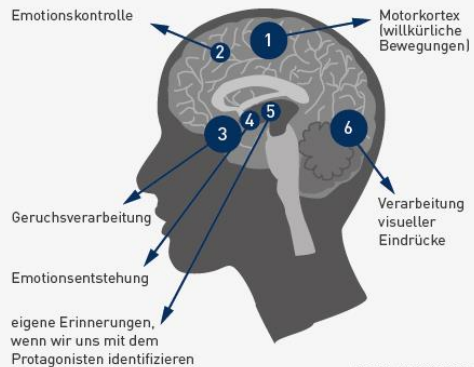 Emotionskontrolle
Motorkortex
(willkürliche
Bewegungen)
1
2
3
4
5
6
Geruchsverarbeitung
Verarbeitung
visueller
Eindrücke
Emotionsentstehung
eigene Erinnerungen,
wenn wir uns mit dem
Protagonisten identifizieren